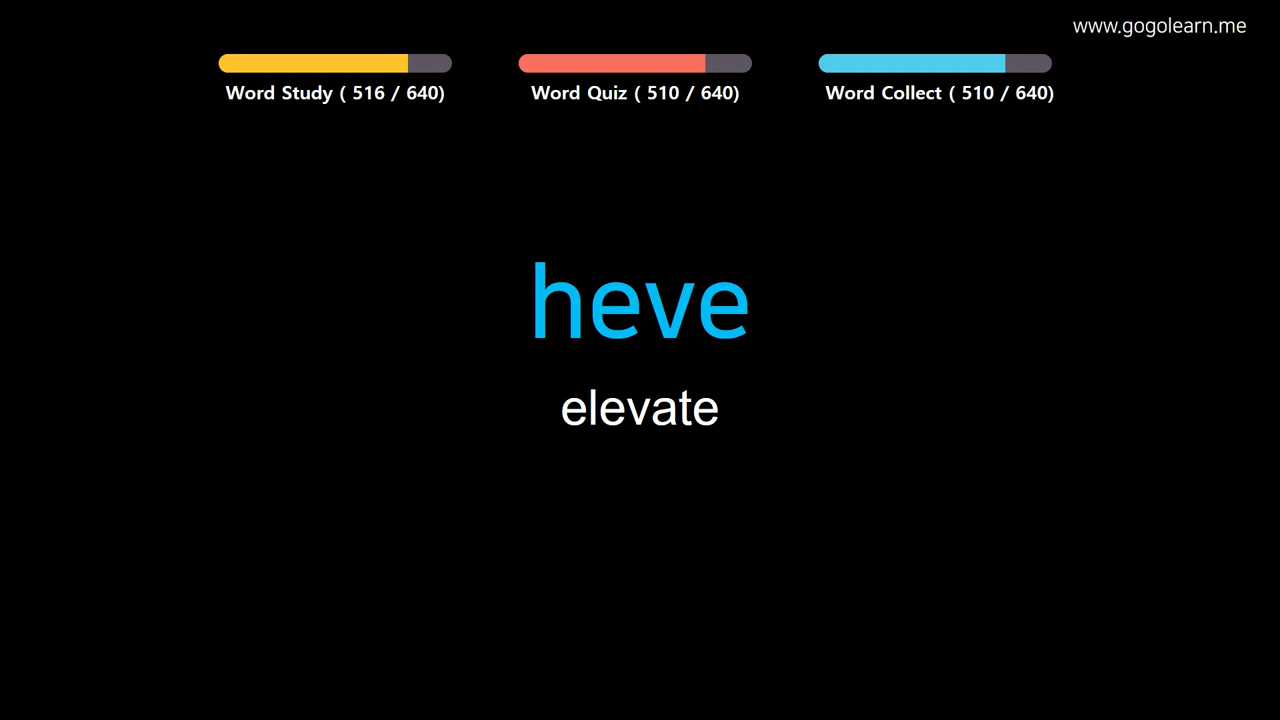 www.gogolearn.me
Word Study ( 516 / 640)
Word Quiz ( 510 / 640)
Word Collect ( 510 / 640)
heve
elevate